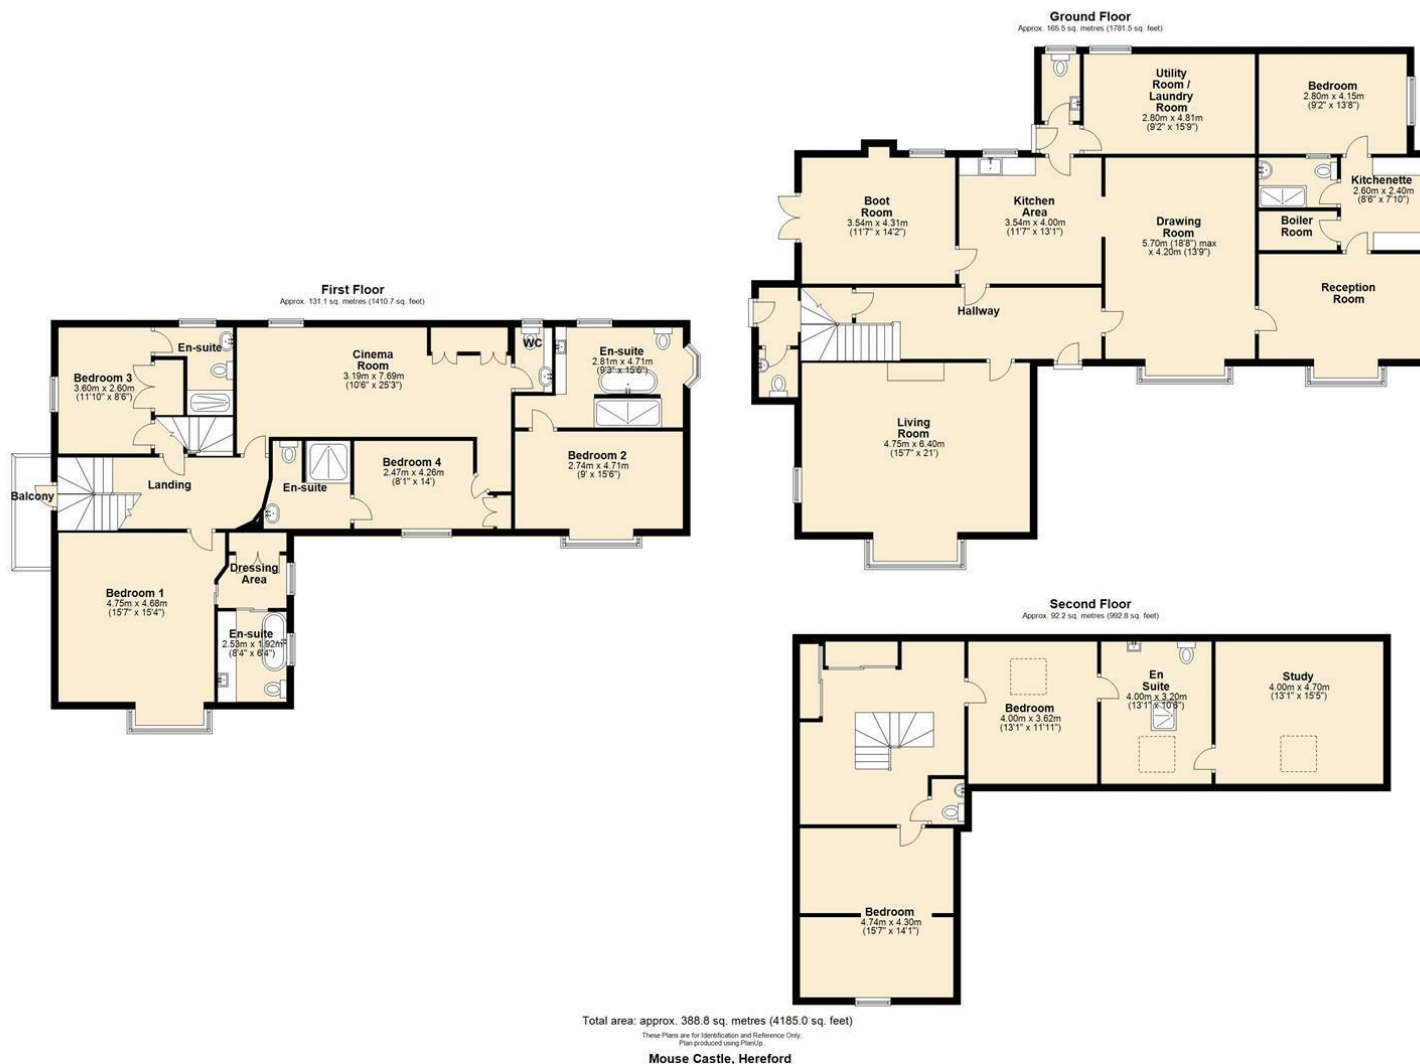 Ground Floor
Approx. 165.5 sq. metres (1781.5 sq. feet)
Utility
Room /
Laundry
Room
2.80m x 4.81m
(9'2" x 15'9")
Bedroom
2.80m x 4.15m
(9'2" x 13'8")
Boot
Room
3.54m x 4.31m
(11'7" x 14'2")
Kitchen
Area
3.54m x 4.00m
(11'7" x 13'1")
Drawing
Room
5.70m (18'8") max
x 4.20m (13'9")
Kitchenette
2.60m x 2.40m
(8'6" x 7'10")
Boiler
Room
Reception
Room
Hallway
Living
Room
4.75m x 6.40m
(15'7" x 21')
First Floor
Approx. 131.1 sq. metres (1410.7 sq. feet)
En-suite
Bedroom 3
3.60m x 2.60m
(11'10" x 8'6")
Cinema
Room
3.19m x 7.69m
(10'6" x 25'3")
WC
En-suite
2.81m x 4.71m
(9'3" x 15'6")
Bedroom 2
2.74m x 4.71m
(9' x 15'6")
Bedroom 4
2.47m x 4.26m
(8'1" x 14')
En-suite
Landing
Balcony
Dressing
Area
Bedroom 1
4.75m x 4.68m
(15'7" x 15'4")
En-suite
2.53m x 1.92m
(8'4" x 6'4")
Second Floor
Approx. 92.2 sq. metres (992.8 sq. feet)
Bedroom
4.00m x 3.62m
(13'1" x 11'11")
En
Suite
4.00m x 3.20m
(13'1" x 10'6")
Study
4.00m x 4.70m
(13'1" x 15'5")
Bedroom
4.74m x 4.30m
(15'7" x 14'1")
Total area: approx. 388.8 sq. metres (4185.0 sq. feet)
These Plans are for Identification and Reference Only.
Plan produced using PlanUp.
Mouse Castle, Hereford